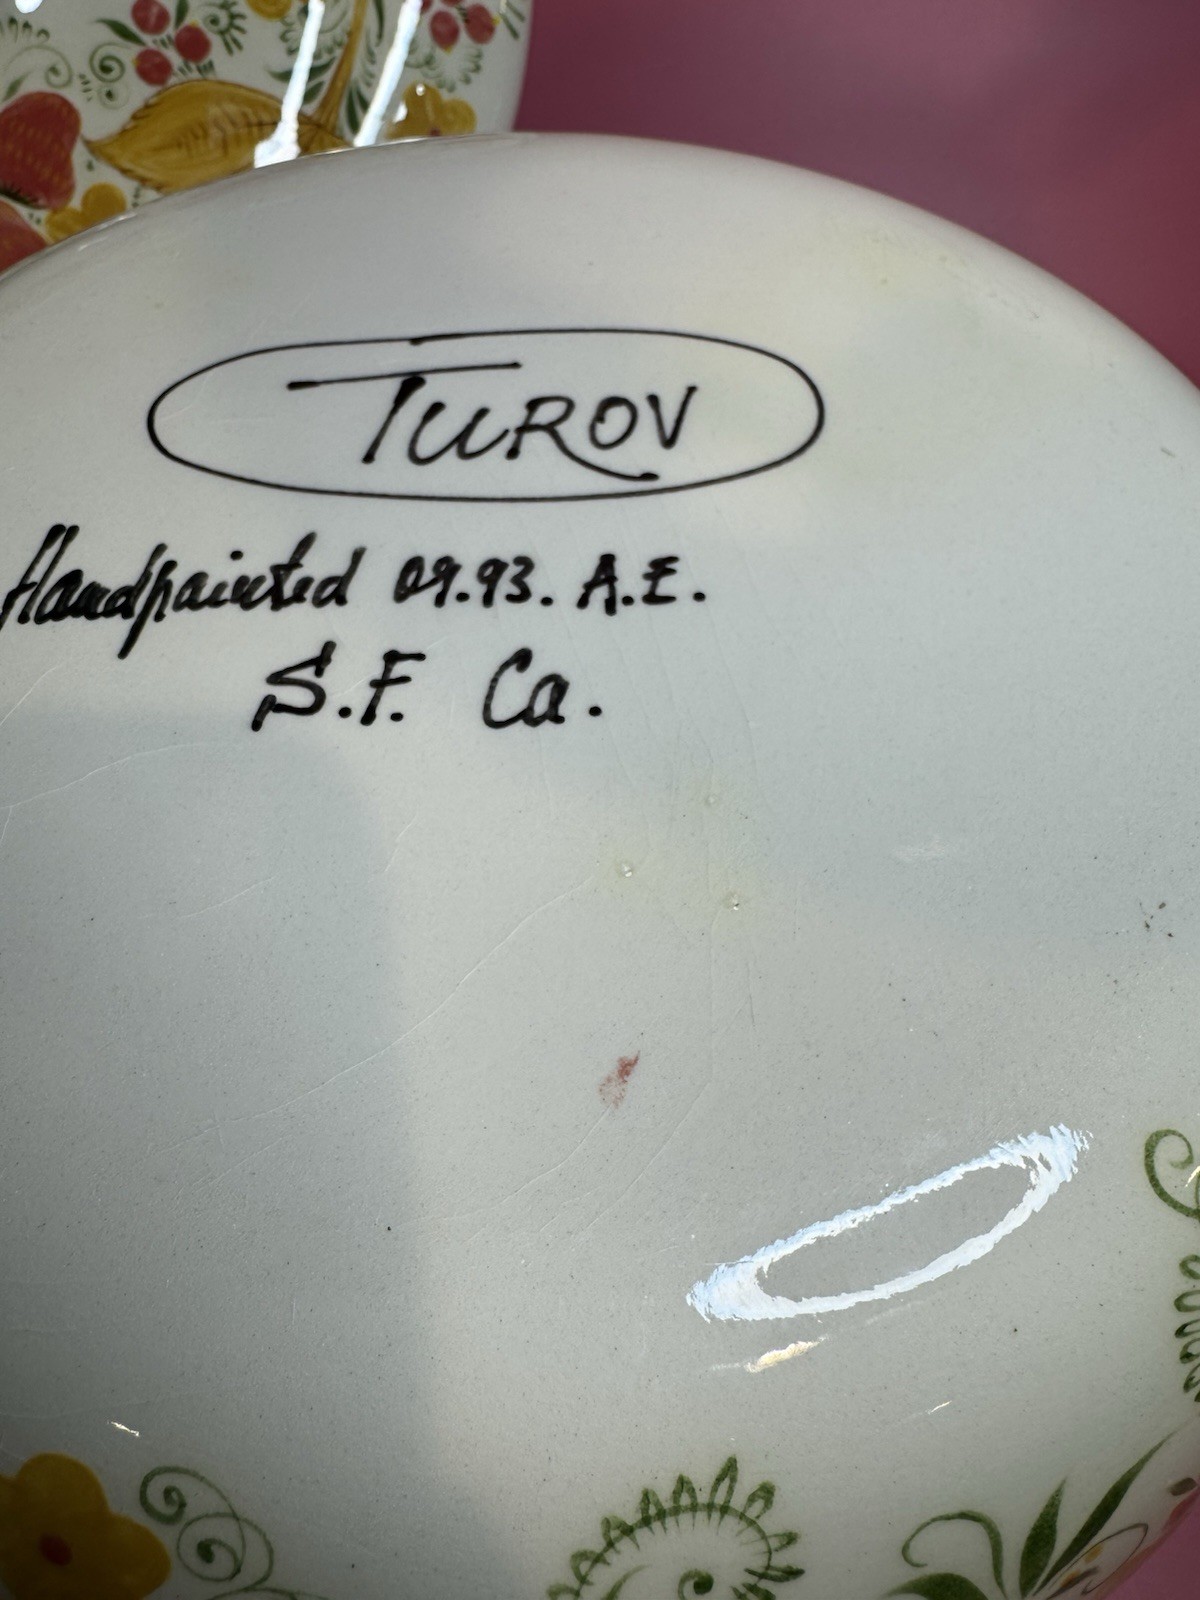 TUROV
Handpainted 09.93. A.E.
S.F. Ca.